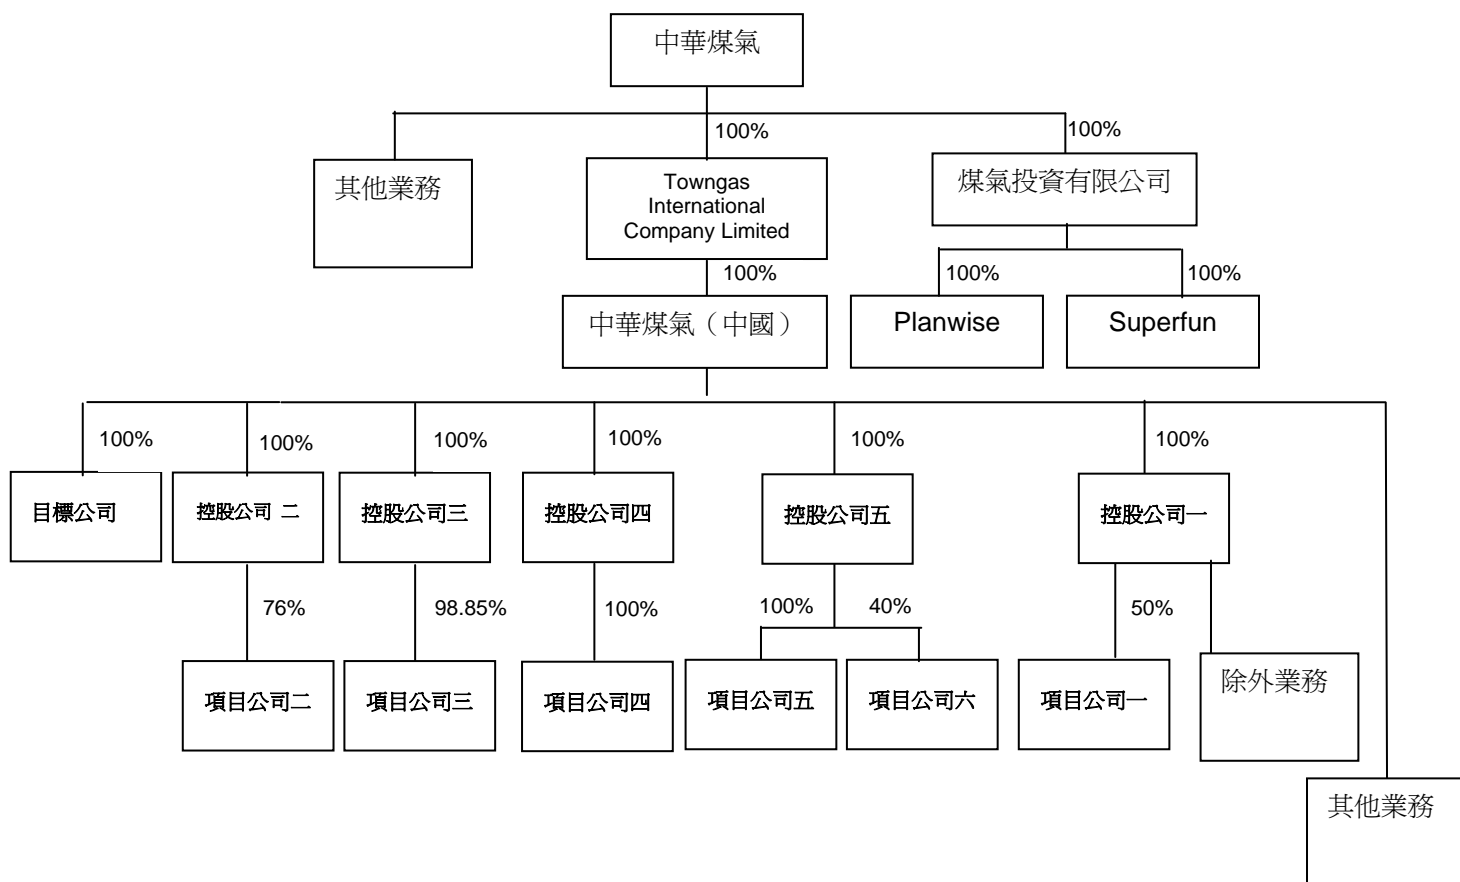 中華煤氣
100%
100%
其他業務
Towngas
International
Company Limited
煤氣投資有限公司
100%
100%
100%
中華煤氣（中國）
Planwise
Superfun
100%
100%
100%
100%
100%
100%
目標公司
控股公司 二
控股公司三
控股公司四
控股公司五
控股公司一
76%
98.85%
100%
100%
40%
50%
項目公司二
項目公司三
項目公司四
項目公司五
項目公司六
項目公司一
除外業務
其他業務